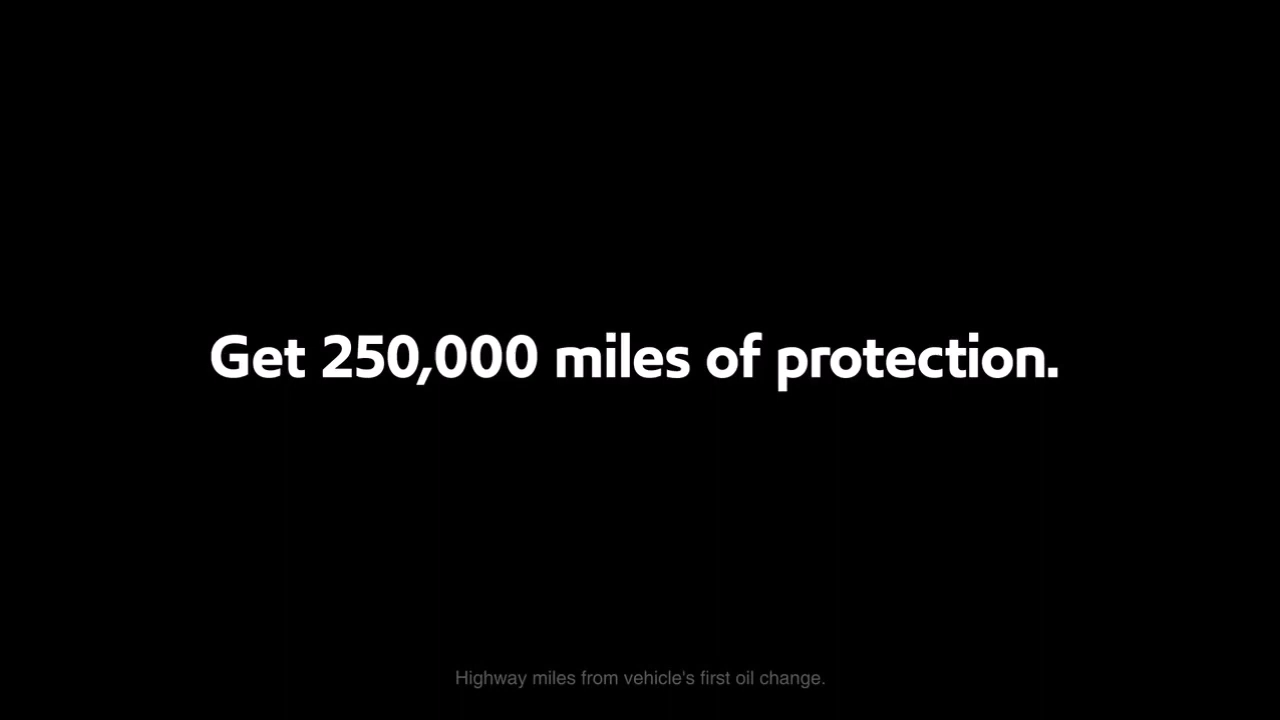 Get 250,000 miles of protection.
Highway miles from vehicle's first oil change.